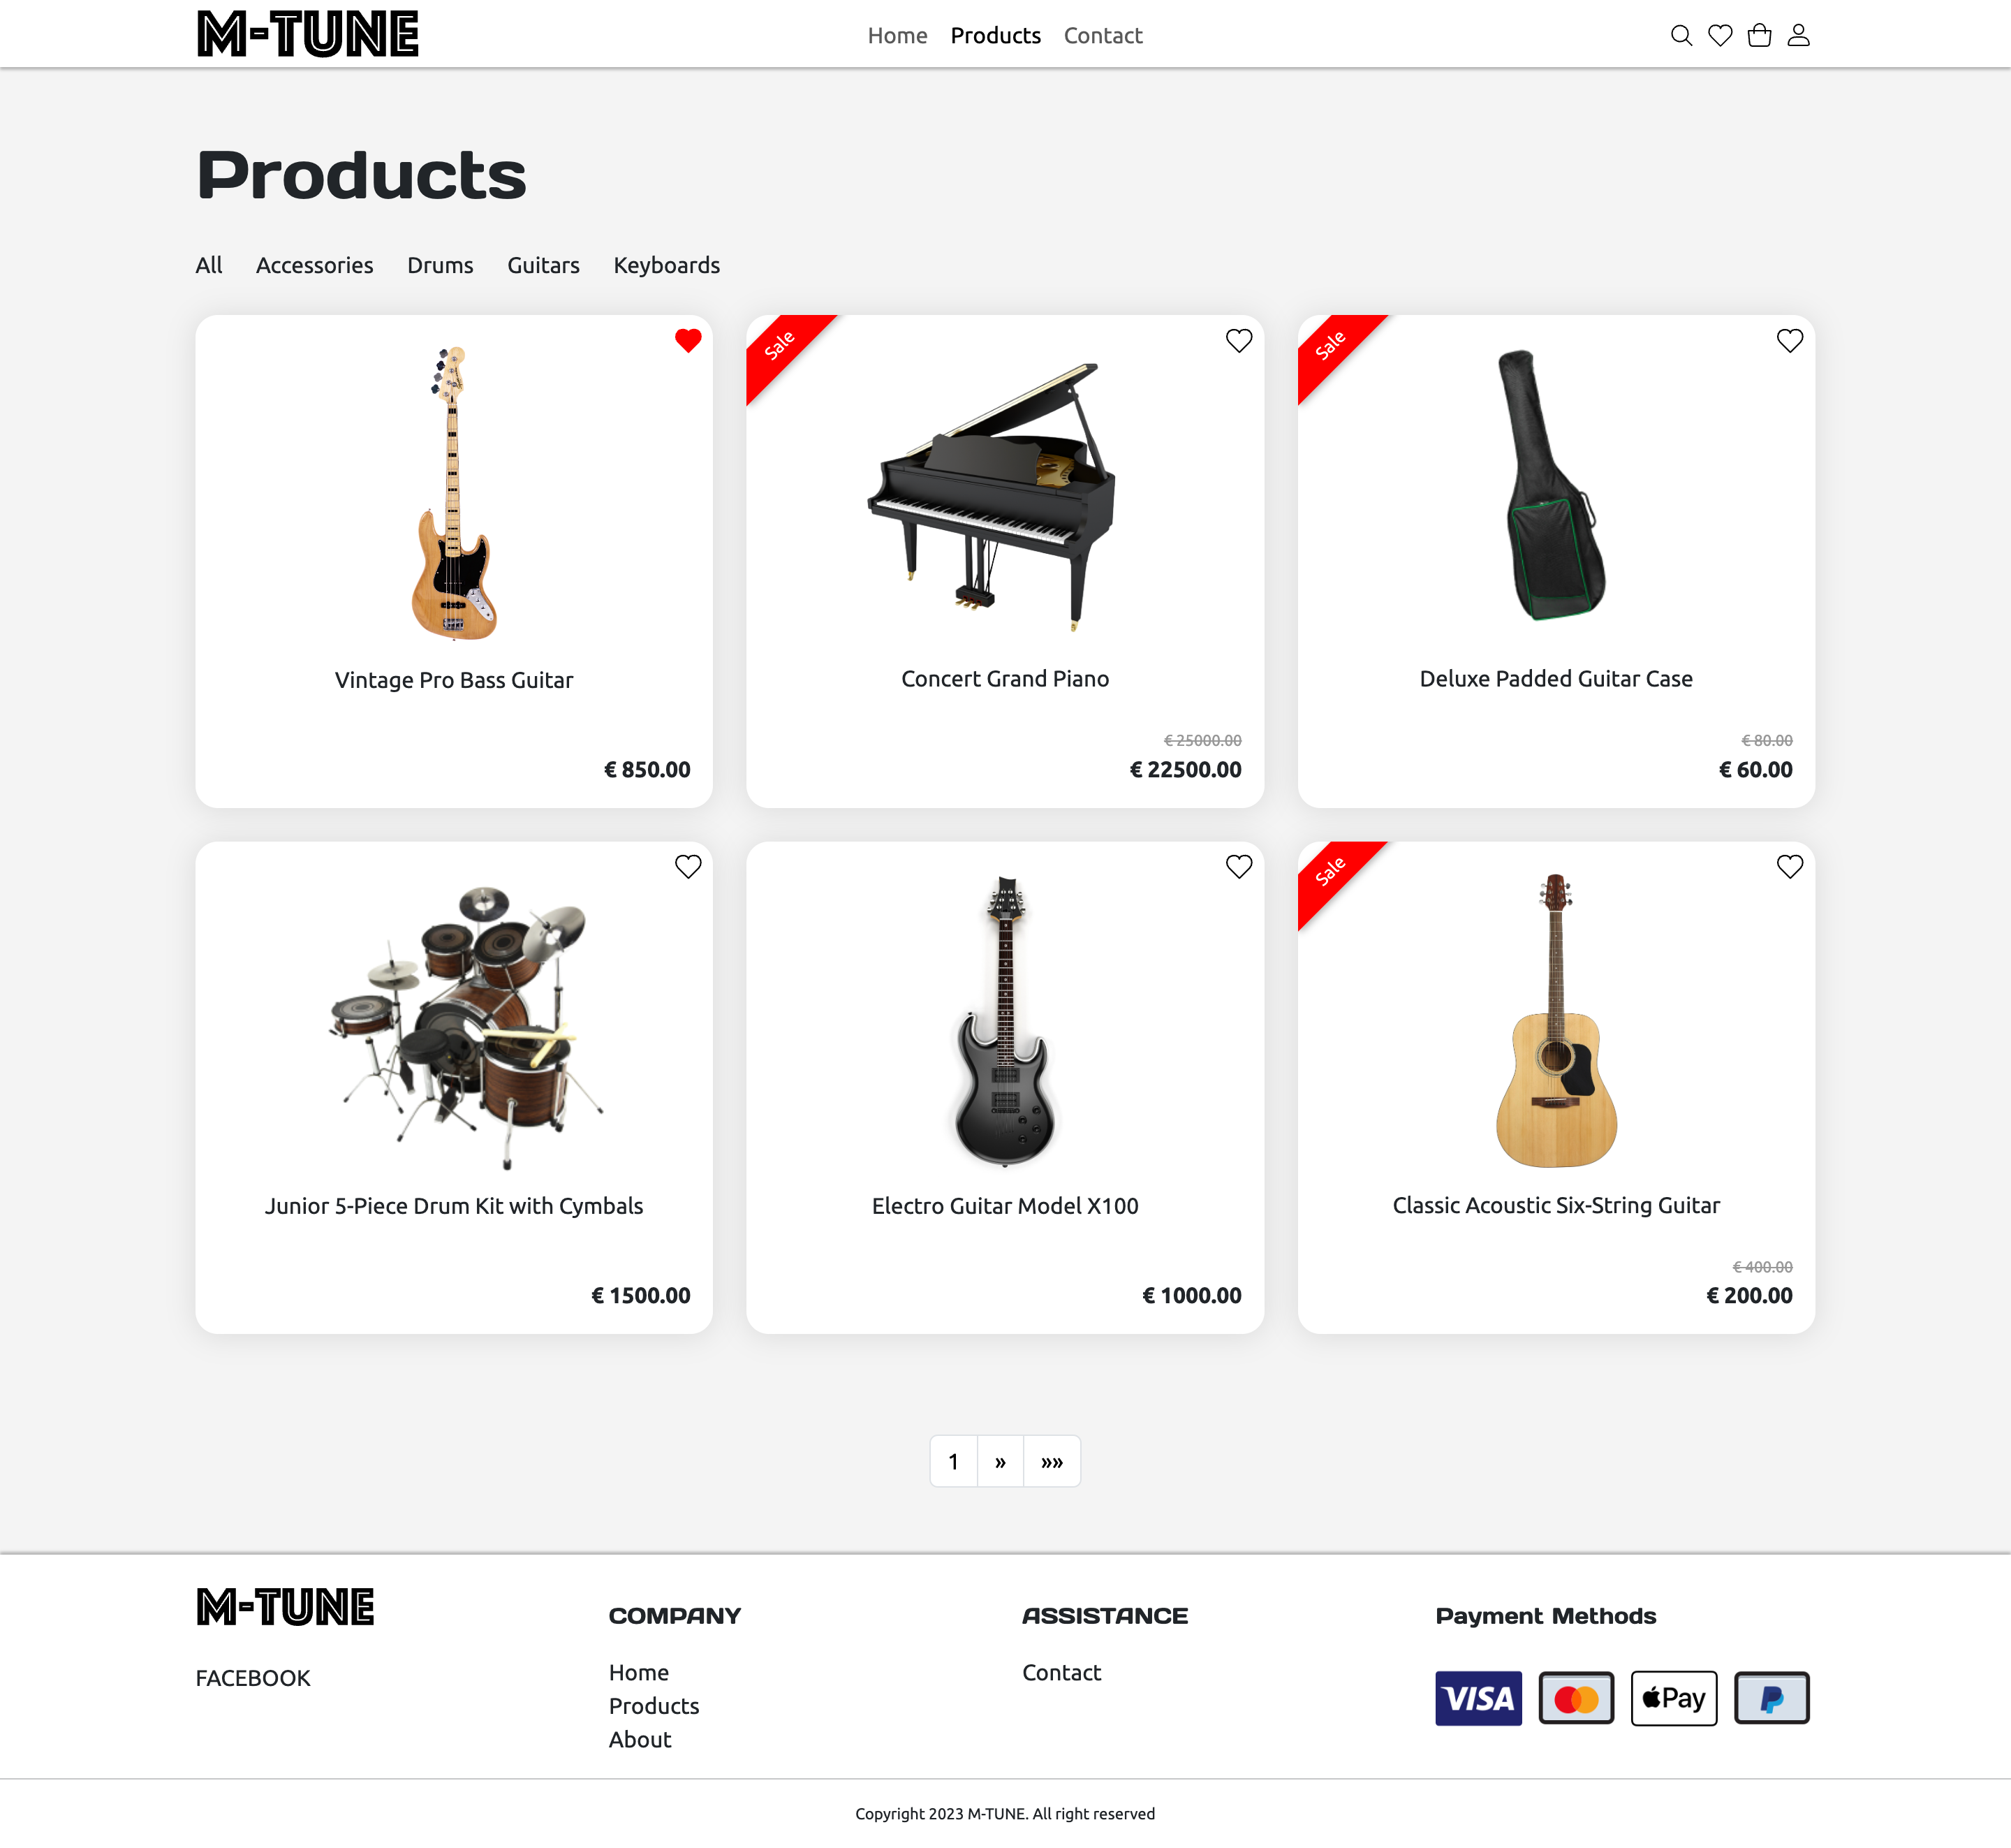 M-TUNE
Home Products Contact
Products
All Accessories Drums Guitars Keyboards
Vintage Pro Bass Guitar
€ 850.00
Sale
Concert Grand Piano
€ 25000.00
€ 22500.00
Sale
Deluxe Padded Guitar Case
€ 80.00
€ 60.00
Junior 5-Piece Drum Kit with Cymbals
€ 1500.00
Electro Guitar Model X100
€ 1000.00
Sale
Classic Acoustic Six-String Guitar
€ 400.00
€ 200.00
1 » »»
M-TUNE
FACEBOOK
COMPANY
Home
Products
About
ASSISTANCE
Contact
Payment Methods
VISA Pay P
Copyright 2023 M-TUNE. All right reserved